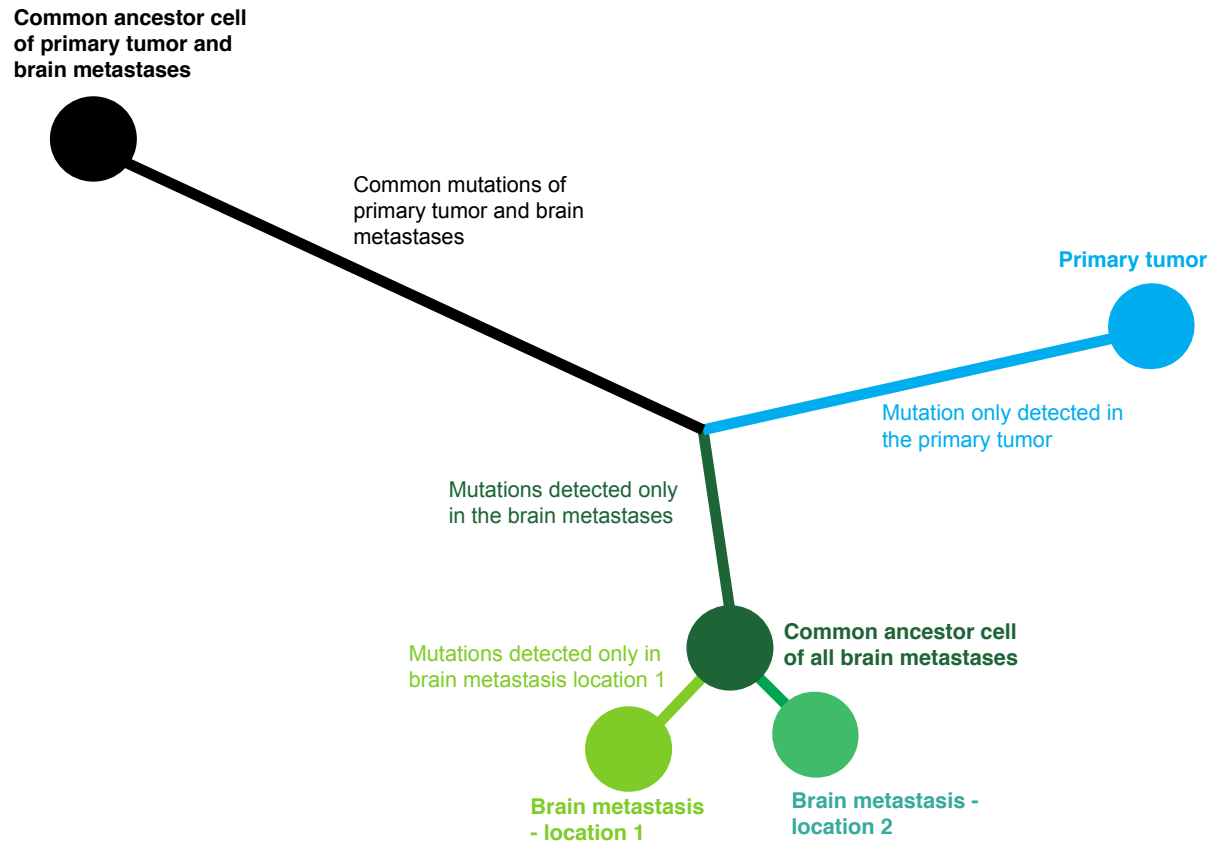 Common ancestor cell
of primary tumor and
brain metastases
Common mutations of
primary tumor and brain
metastases
Primary tumor
Mutation only detected in
the primary tumor
Mutations detected only
in the brain metastases
Common ancestor cell
of all brain metastases
Mutations detected only in
brain metastasis location 1
Brain metastasis
- location 1
Brain metastasis -
location 2